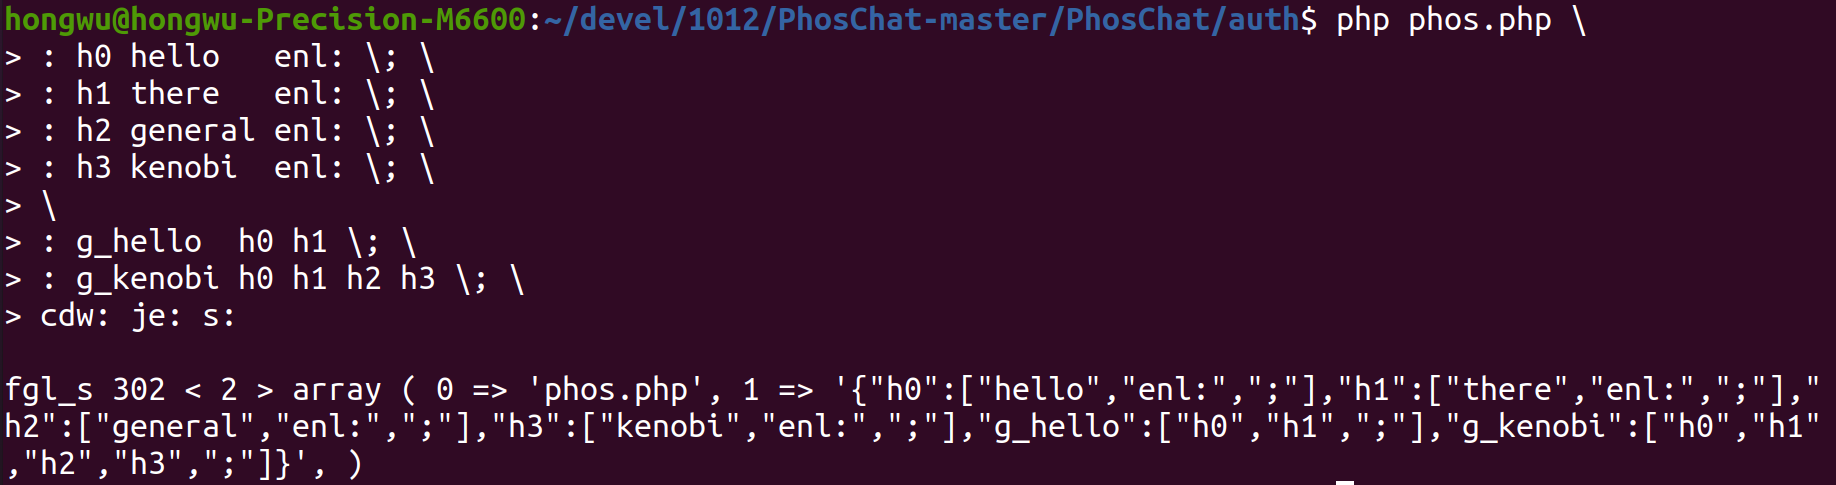 hongwu@hongwu-Precision-M6600:~/devel/1012/PhosChat-master/PhosChat/auth$ php phos.php \
> : h0 hello   enl: \; \
> : h1 there   enl: \; \
> : h2 general enl: \; \
> : h3 kenobi  enl: \; \
> \
> : g_hello  h0 h1 \; \
> : g_kenobi h0 h1 h2 h3 \; \
> cdw: je: s:

fgl_s 302 < 2 > array ( 0 => 'phos.php', 1 => '{"h0":["hello","enl:",";"],"h1":["there","enl:",";"],"
h2":["general","enl:",";"],"h3":["kenobi","enl:",";"],"g_hello":["h0","h1",";"],"g_kenobi":["h0","h1"
,"h2","h3",";"]}', )